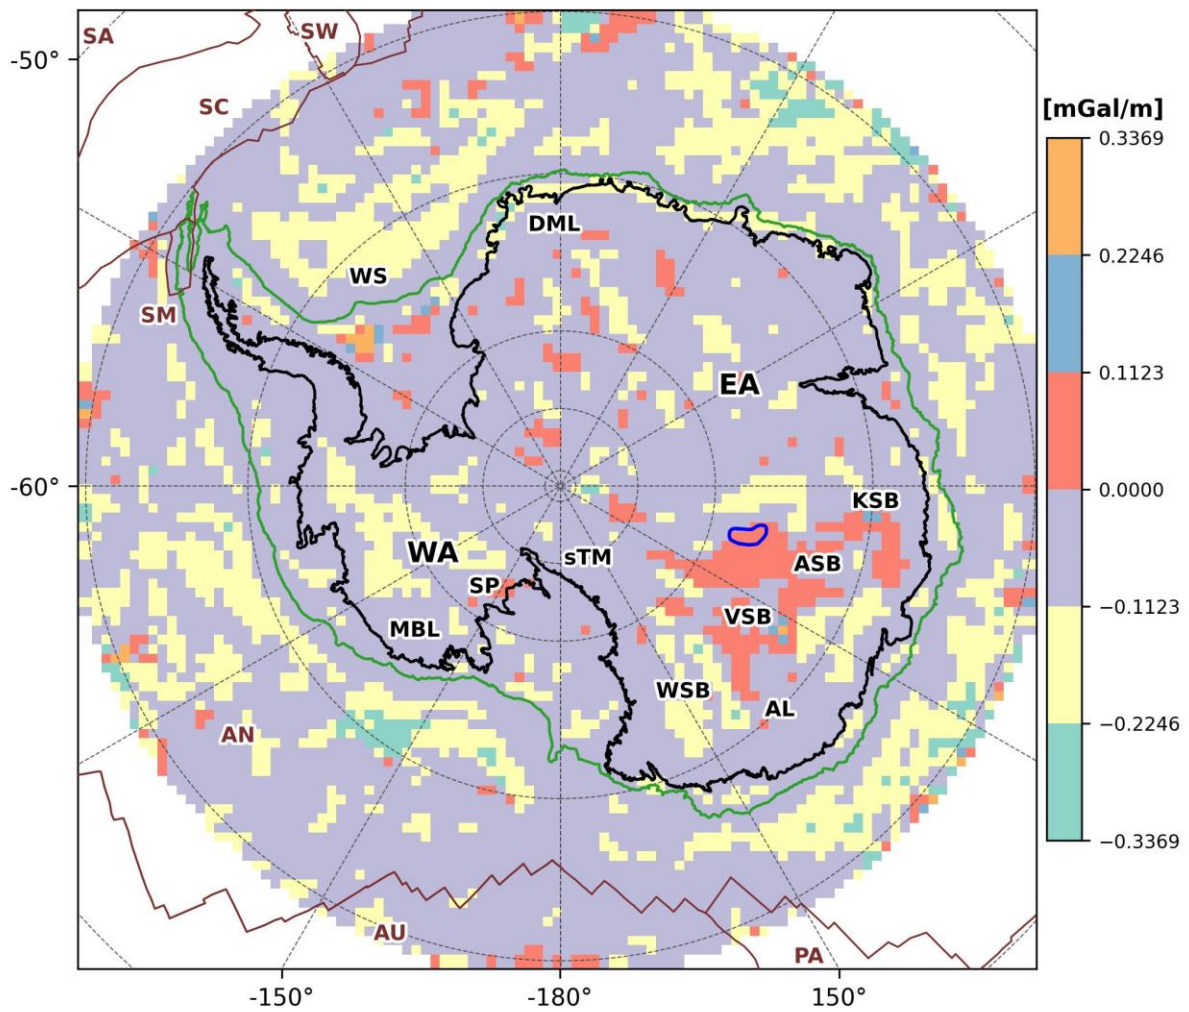 SA
SW
-50°
SC
[mGal/m]
0.3369
DML
WS
0.2246
SM
0.1123
EA
-60°
0.0000
KSB
WA
sTM
ASB
SP
−0.1123
VSB
MBL
WSB
AL
−0.2246
AN
−0.3369
AU
PA
-150°
-180°
150°